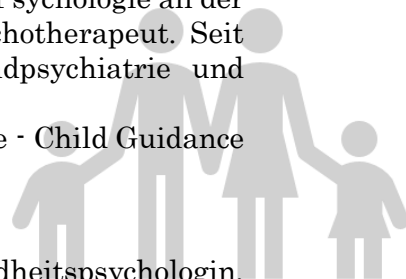 sychologie an der
chotherapeut. Seit
dpsychiatrie und
e - Child Guidance
dheitspsychologin,